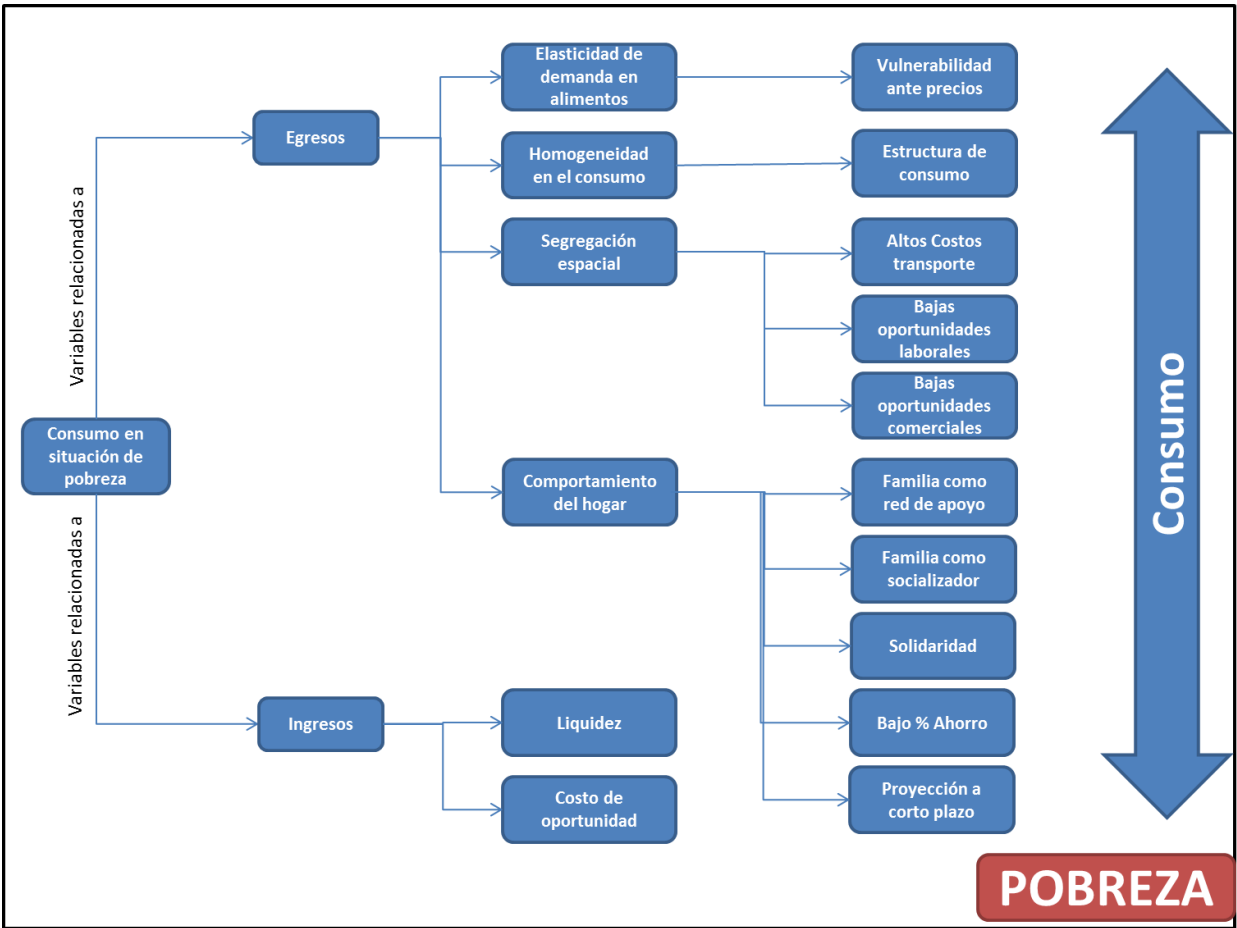 Elasticidad de
demanda en
alimentos
Vulnerabilidad
ante precios
Egresos
Homogeneidad
en el consumo
Estructura de
consumo
Variables relacionadas a
Segregación
espacial
Altos Costos
transporte
Bajas
oportunidades
laborales
Bajas
oportunidades
comerciales
Consumo en
situación de
pobreza
Comportamiento
del hogar
Familia como
red de apoyo
Familia como
socializador
Solidaridad
Variables relacionadas a
Ingresos
Liquidez
Bajo % Ahorro
Costo de
oportunidad
Proyección a
corto plazo
Consumo
POBREZA